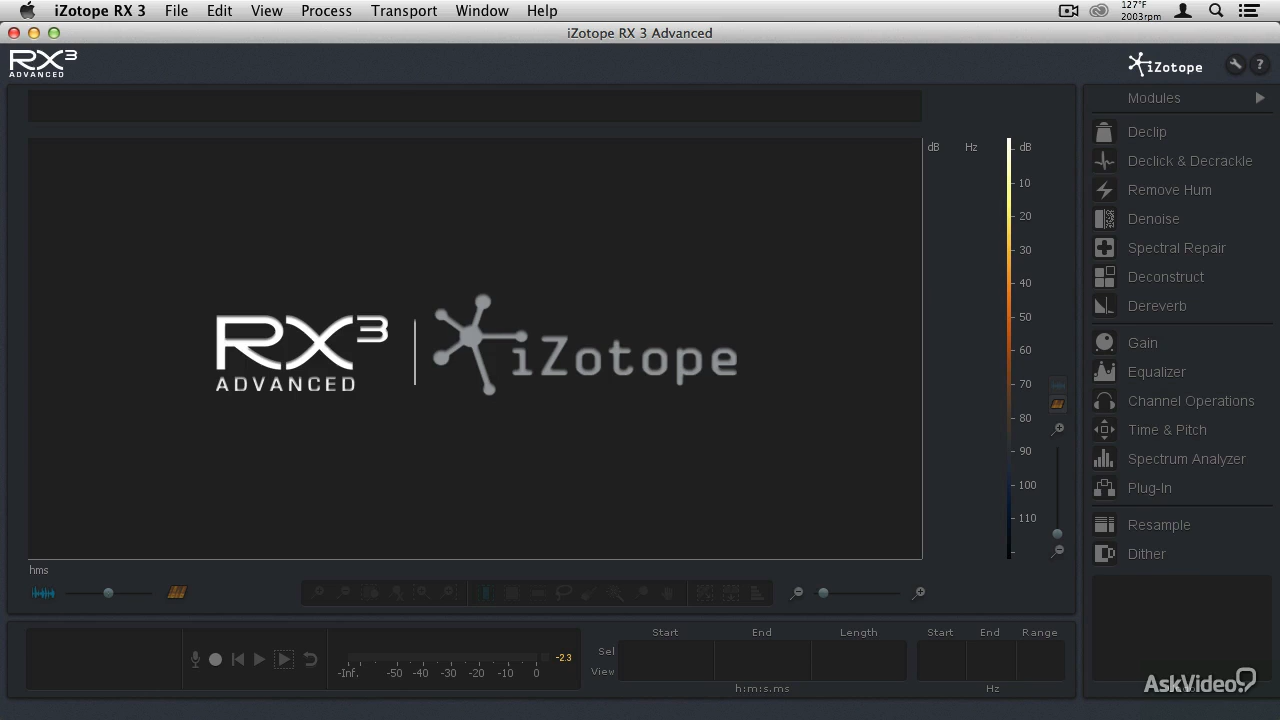 iZotope RX 3 File Edit View Process Transport Window Help 127°F
2003rpm
iZotope RX 3 Advanced
RX3
ADVANCED
iZotope ?
Modules
dB Hz dB
Declip
Declick & Decrackle
10
Remove Hum
20
Denoise
30
Spectral Repair
40
Deconstruct
50
Dereverb
60
Gain
70
Equalizer
80
Channel Operations
90
Time & Pitch
100
Spectrum Analyzer
110
Plug-In
Resample
Dither
RX3
ADVANCED
iZotope
hms
-Inf. -50 -40 -30 -20 -10 0
-2.3
Start End Length Start End Range
Sel
View
h:m:s.ms Hz
AskVideo